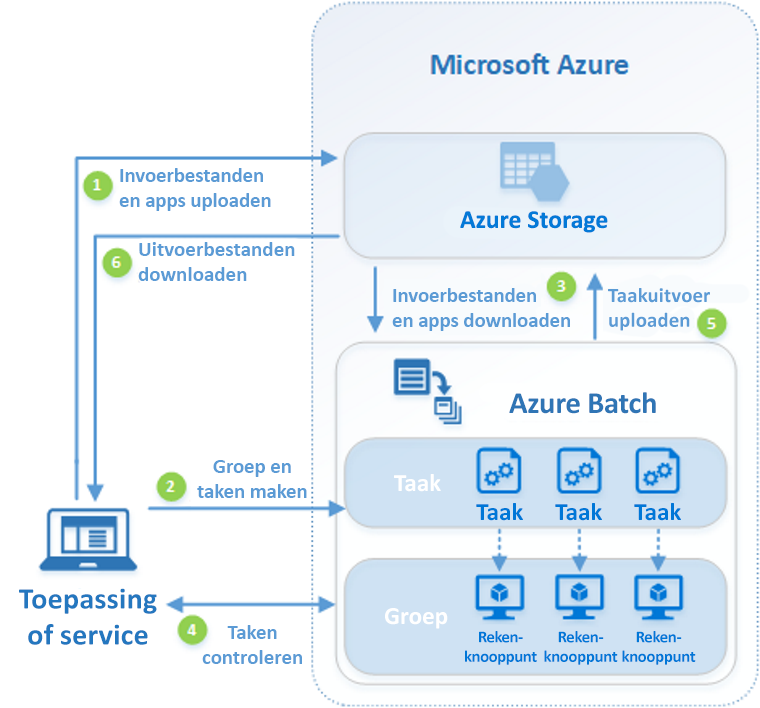 Microsoft Azure
1
Invoerbestanden
en apps uploaden
Azure Storage
6
Uitvoerbestanden
downloaden
3
Invoerbestanden
en apps downloaden
Taakuitvoer
uploaden
5
Azure Batch
2
Groep en
taken maken
Taak
Taak
Taak
Taak
Toepassing
of service
4
Taken
controleren
Groep
Reken-
knooppunt
Reken-
knooppunt
Reken-
knooppunt